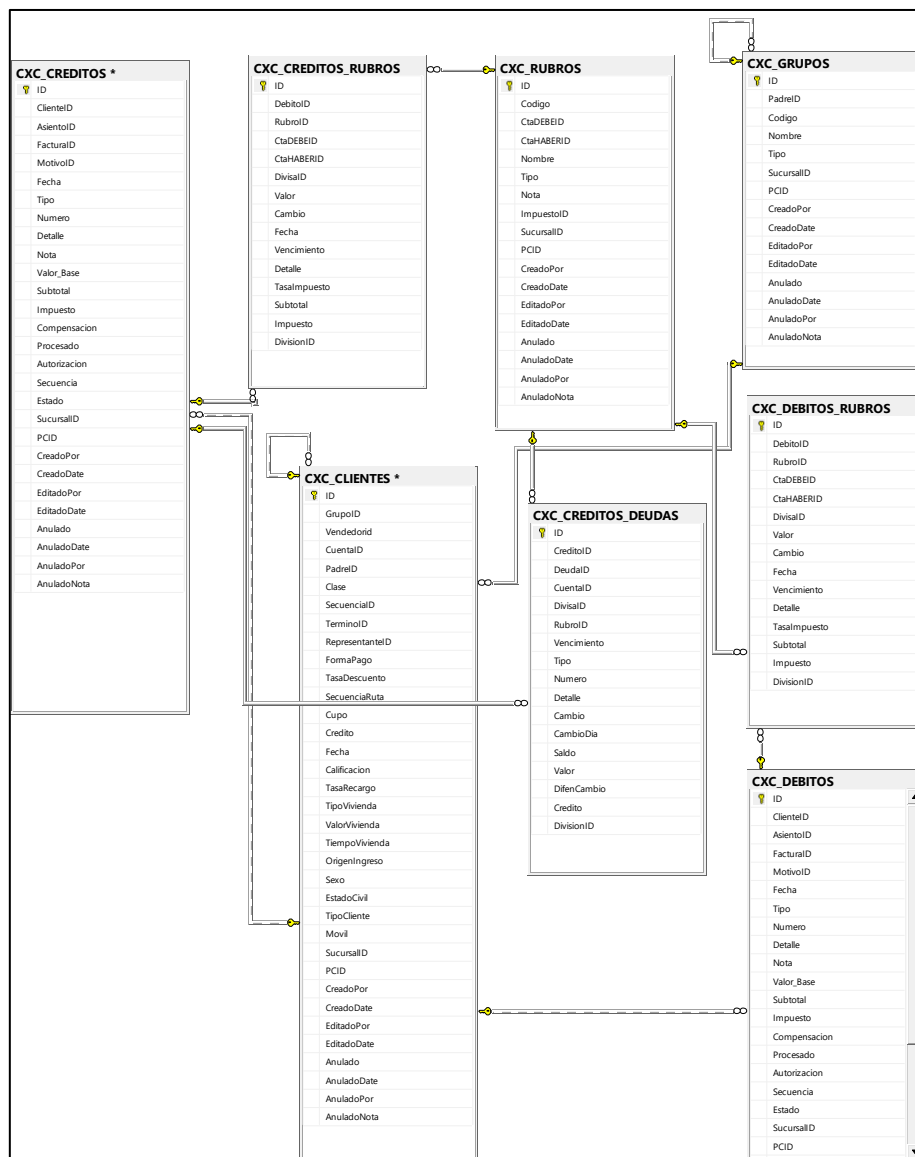 CXC_CREDITOS *
ID
ClienteID
AsientoID
FacturaID
MotivoID
Fecha
Tipo
Numero
Detalle
Nota
Valor_Base
Subtotal
Impuesto
Compensacion
Procesado
Autorizacion
Secuencia
Estado
SucursalID
PCID
CreadoPor
CreadoDate
EditadoPor
EditadoDate
Anulado
AnuladoDate
AnuladoPor
AnuladoNota
CXC_CREDITOS_RUBROS
ID
DebitoID
RubroID
CtaDEBEID
CtaHABERID
DivisaID
Valor
Cambio
Fecha
Vencimiento
Detalle
TasaImpuesto
Subtotal
Impuesto
DivisionID
CXC_RUBROS
ID
Codigo
CtaDEBEID
CtaHABERID
Nombre
Tipo
Nota
ImpuestoID
SucursalID
PCID
CreadoPor
CreadoDate
EditadoPor
EditadoDate
Anulado
AnuladoDate
AnuladoPor
AnuladoNota
CXC_GRUPOS
ID
PadreID
Codigo
Nombre
Tipo
SucursalID
PCID
CreadoPor
CreadoDate
EditadoPor
EditadoDate
Anulado
AnuladoDate
AnuladoPor
AnuladoNota
CXC_CLIENTES *
ID
GrupoID
Vendedorid
CuentaID
PadreID
Clase
SecuenciaID
TerminoID
RepresentanteID
FormaPago
TasaDescuento
SecuenciaRuta
Cupo
Credito
Fecha
Calificacion
TasaRecargo
TipoVivienda
ValorVivienda
TiempoVivienda
OrigenIngreso
Sexo
EstadoCivil
TipoCliente
Movil
SucursalID
PCID
CreadoPor
CreadoDate
EditadoPor
EditadoDate
Anulado
AnuladoDate
AnuladoPor
AnuladoNota
CXC_CREDITOS_DEUDAS
ID
CreditoID
DeudaID
CuentaID
DivisaID
RubroID
Vencimiento
Tipo
Numero
Detalle
Cambio
CambioDia
Saldo
Valor
DifenCambio
Credito
DivisionID
CXC_DEBITOS_RUBROS
ID
DebitoID
RubroID
CtaDEBEID
CtaHABERID
DivisaID
Valor
Cambio
Fecha
Vencimiento
Detalle
TasaImpuesto
Subtotal
Impuesto
DivisionID
CXC_DEBITOS
ID
ClienteID
AsientoID
FacturaID
MotivoID
Fecha
Tipo
Numero
Detalle
Nota
Valor_Base
Subtotal
Impuesto
Compensacion
Procesado
Autorizacion
Secuencia
Estado
SucursalID
PCID